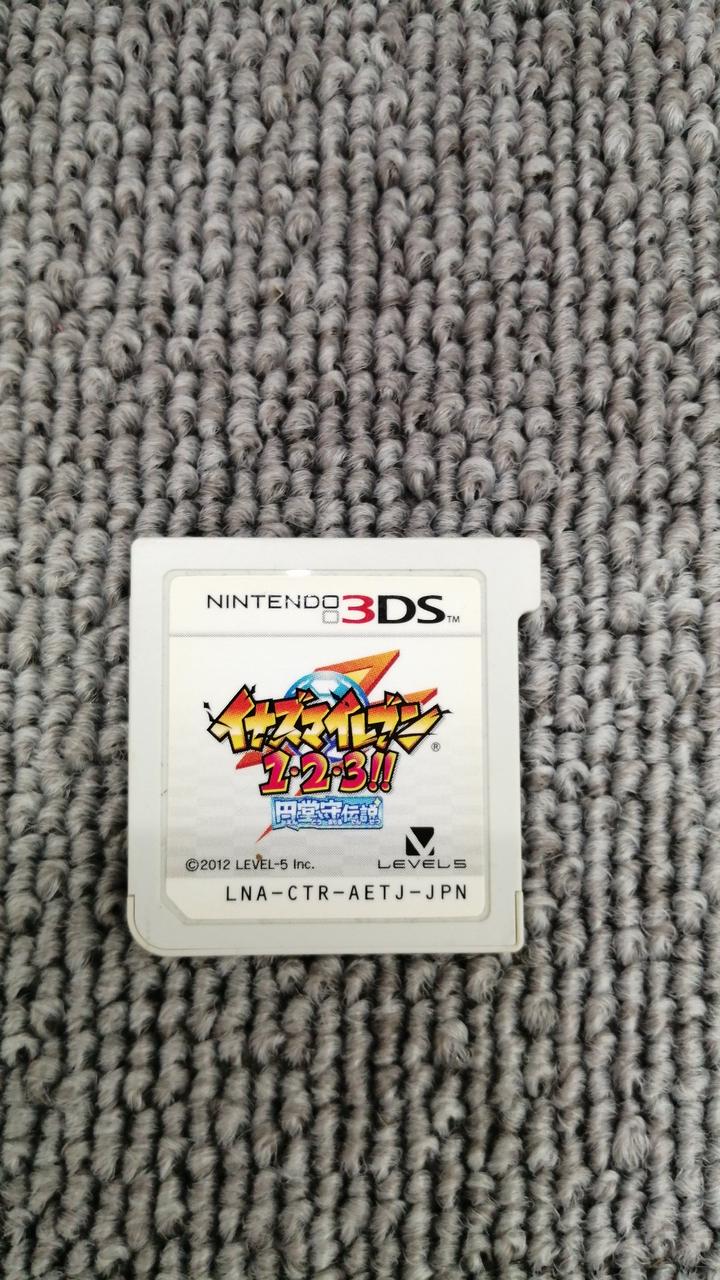 NINTENDO 3DS™
イナズマイレブン®
1・2・3!!
円堂守伝説
©2012 LEVEL-5 Inc.
LEVEL5
LNA-CTR-AETJ-JPN